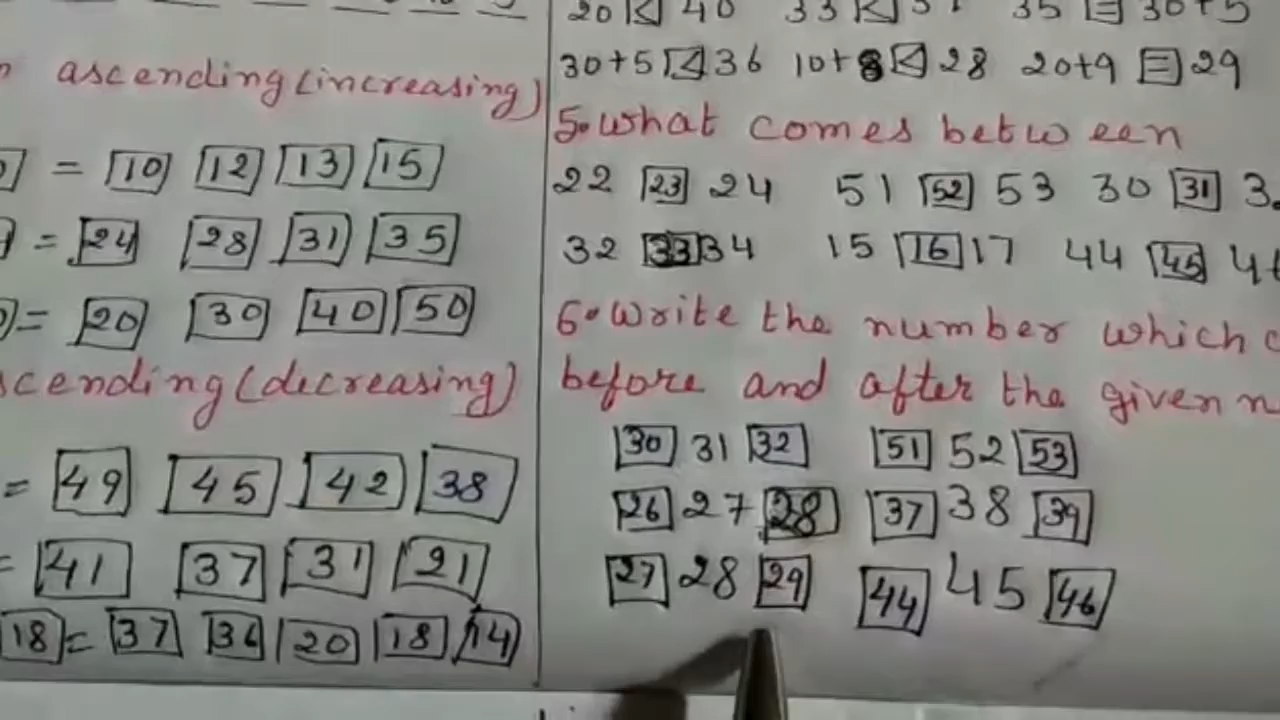 ascending(increasing)
= 10 12 13 15
= 24 28 31 35
= 20 30 40 50
scending(decreasing)
= 49 45 42 38
= 41 37 31 21
18 = 37 36 20 18 14
20 < 40 33 < 35 = 30+5
30+5 < 36 10+8 < 28 20+9 = 29
5. what comes between
22 23 24 51 52 53 30 31
32 33 34 15 16 17 44 45
6. Write the number which
before and after the given
30 31 32 51 52 53
26 27 28 37 38 39
27 28 29 44 45 46